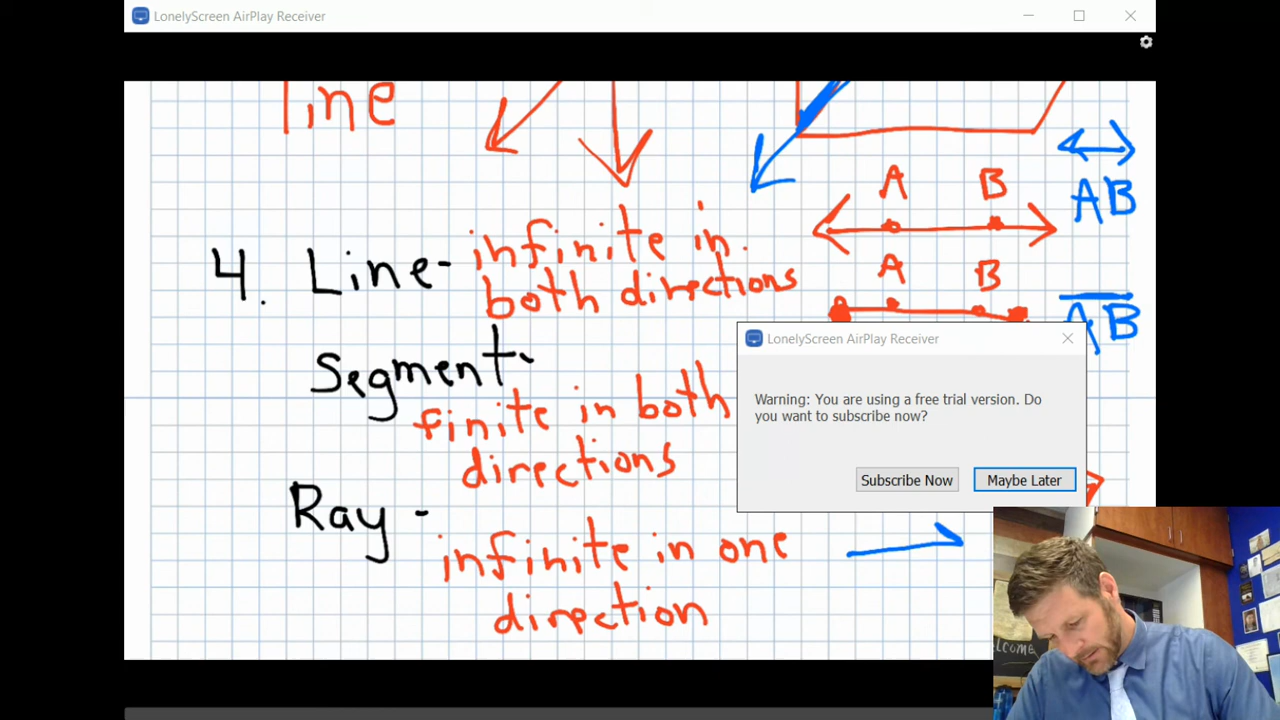 LonelyScreen AirPlay Receiver
line
A B
AB
4. Line- infinite in
both directions
A B
AB
LonelyScreen AirPlay Receiver
Warning: You are using a free trial version. Do
you want to subscribe now?
Subscribe Now Maybe Later
Segment-
finite in both
directions
Ray -
infinite in one
direction
elcome